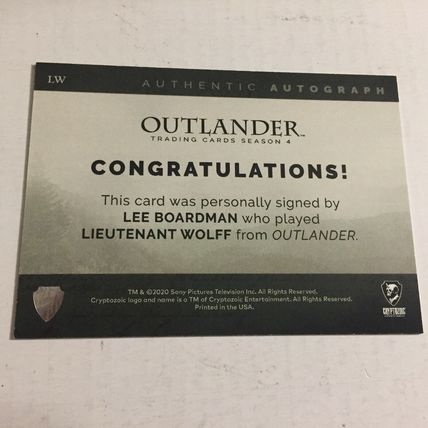 LW
AUTHENTIC AUTOGRAPH
OUTLANDER™
TRADING CARDS SEASON 4
CONGRATULATIONS!
This card was personally signed by
LEE BOARDMAN who played
LIEUTENANT WOLFF from OUTLANDER.
TM & ©2020 Sony Pictures Television Inc. All Rights Reserved.
Cryptozoic logo and name is a TM of Cryptozoic Entertainment. All Rights Reserved.
Printed in the USA.
CRYPTOZOIC